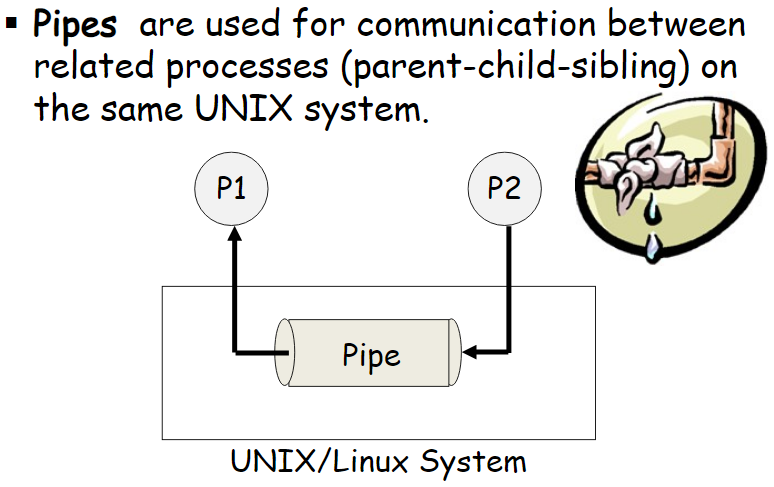 ▪ Pipes are used for communication between
related processes (parent-child-sibling) on
the same UNIX system.
P1
P2
Pipe
UNIX/Linux System